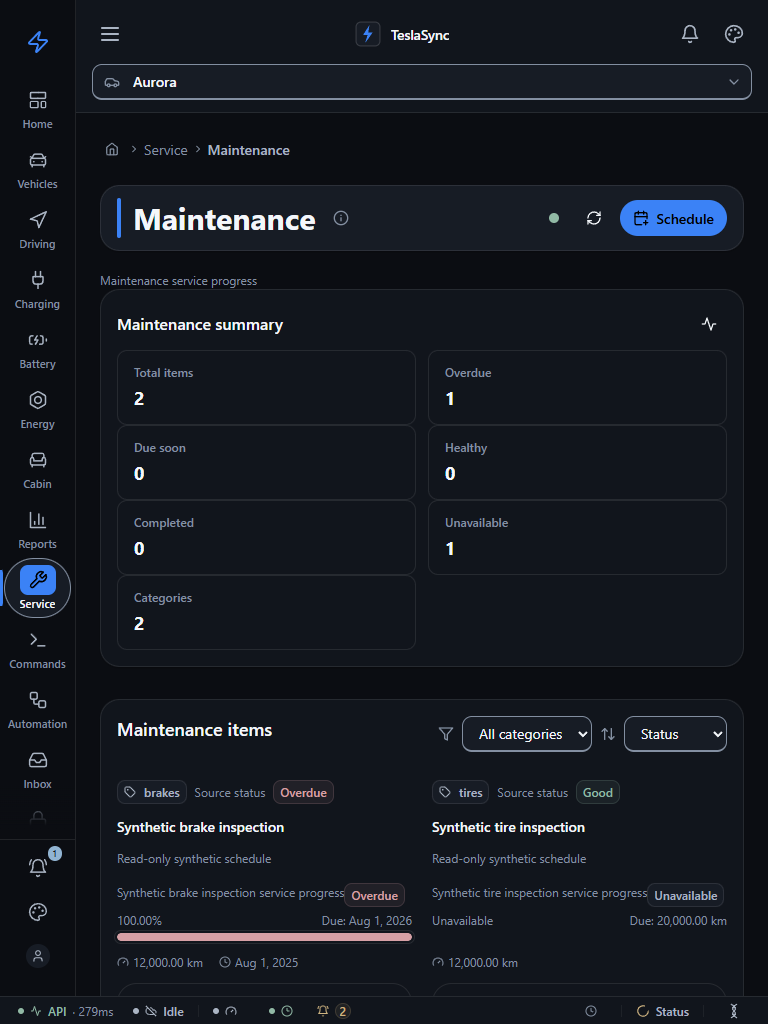 TeslaSync
Aurora
Home
Vehicles
Driving
Charging
Battery
Energy
Cabin
Reports
Service
Commands
Automation
Inbox
1
Service > Maintenance
Maintenance
Schedule
Maintenance service progress
Maintenance summary
Total items
2
Overdue
1
Due soon
0
Healthy
0
Completed
0
Unavailable
1
Categories
2
Maintenance items
All categories
Status
brakes Source status Overdue
Synthetic brake inspection
Read-only synthetic schedule
Synthetic brake inspection service progress Overdue
100.00% Due: Aug 1, 2026
12,000.00 km Aug 1, 2025
tires Source status Good
Synthetic tire inspection
Read-only synthetic schedule
Synthetic tire inspection service progress Unavailable
Unavailable Due: 20,000.00 km
12,000.00 km
API · 279ms Idle 2 Status